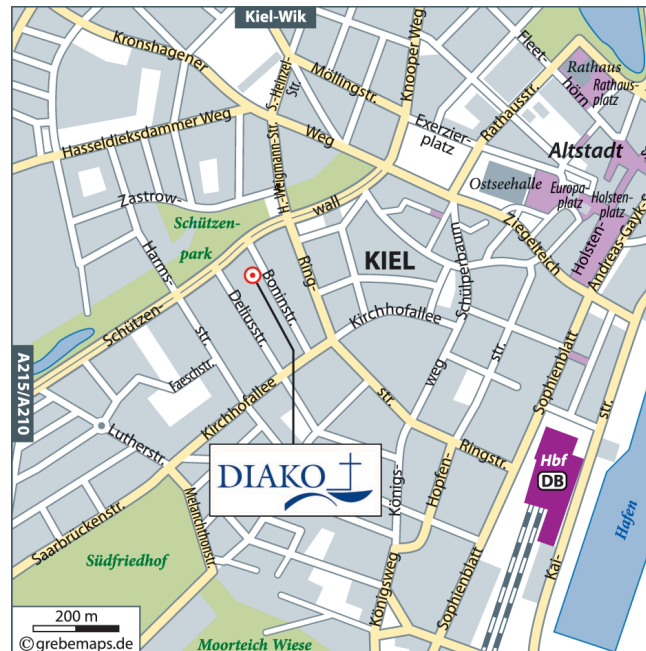 Kiel-Wik
Kronshagener
Weg
Möllingstr.
S.-Heinzel-
Str.
Knooper Weg
Fleet-
hörn
Rathaus
Rathaus-
platz
Rathausstr.
Exerzier-
platz
Hasseldieksdammer Weg
H.-Weigmann-Str.
Altstadt
Ostseehalle
Europa-
platz
Holsten-
platz
Zastrow-
Schützen-
park
wall
Ziegelteich
Holsten-
Andreas-Gayk-S
KIEL
Schülperbaum
Harms-
str.
Ring-
Boninstr.
Deliusstr.
Schützen-
Kirchhofallee
Sophienblatt
A215/A210
Faeschstr.
weg
str.
str.
str.
Kirchhofallee
Lutherstr.
Ringstr.
Hbf
DB
DIAKO
Königs-
Hopfen-
Hafen
Saarbrückenstr.
Melanchthonstr.
Südfriedhof
Kai-
Königsweg
Sophienblatt
200 m
© grebemaps.de
Moorteich Wiese